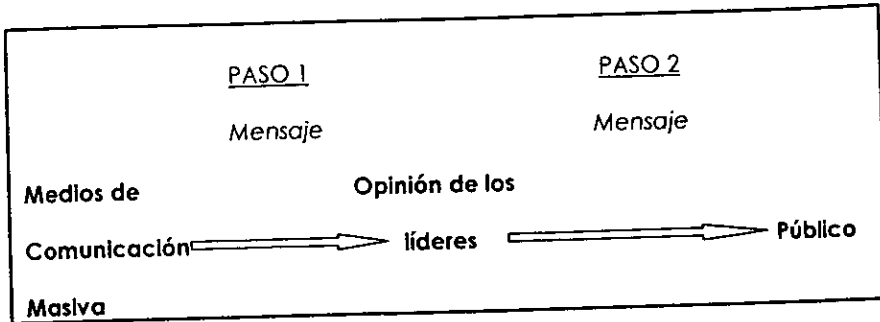 PASO 1 PASO 2
Mensaje Mensaje
Medios de Opinión de los
Comunicación líderes Público
Masiva